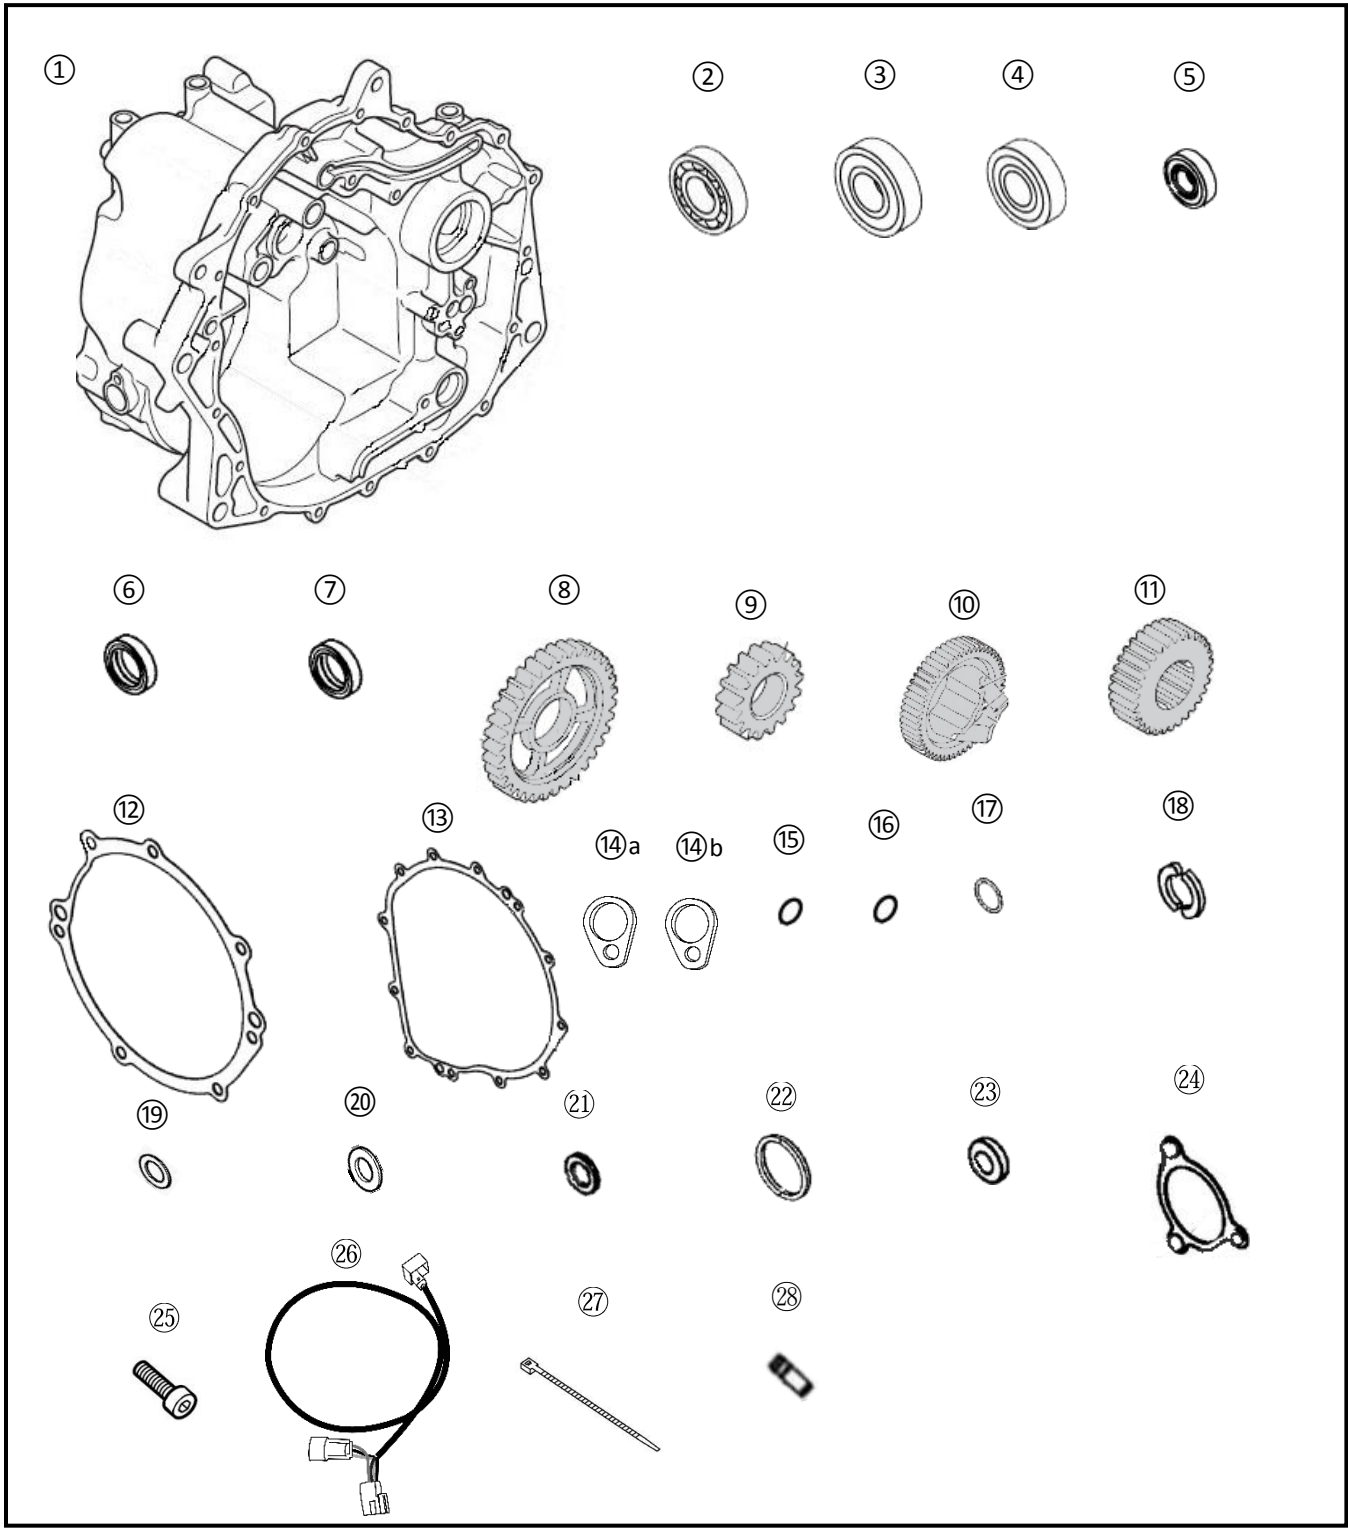 ① ② ③ ④ ⑤
⑥ ⑦ ⑧ ⑨ ⑩ ⑪
⑫ ⑬ ⑭a ⑭b ⑮ ⑯ ⑰ ⑱
⑲ ⑳ ㉑ ㉒ ㉓ ㉔
㉕ ㉖ ㉗ ㉘